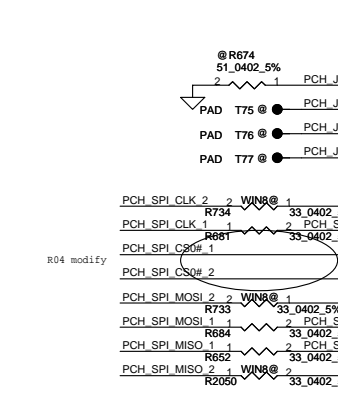 @ R674
51_0402_5%
2 1 PCH_J
PAD T75 @ PCH_J
PAD T76 @ PCH_J
PAD T77 @ PCH_J
PCH_SPI_CLK_2 2 WIN8@ 1
R734 33_0402_
PCH_SPI_CLK_1 1 2 PCH_S
R681 33_0402_
PCH_SPI_CS0#_1
R04 modify
PCH_SPI_CS0#_2
PCH_SPI_MOSI_2 2 WIN8@ 1
R733 33_0402_5%
PCH_SPI_MOSI_1 1 2 PCH_S
R684 33_0402_
PCH_SPI_MISO_1 1 2 PCH_S
R652 33_0402_
PCH_SPI_MISO_2 1 WIN8@ 2
R2050 33_0402_